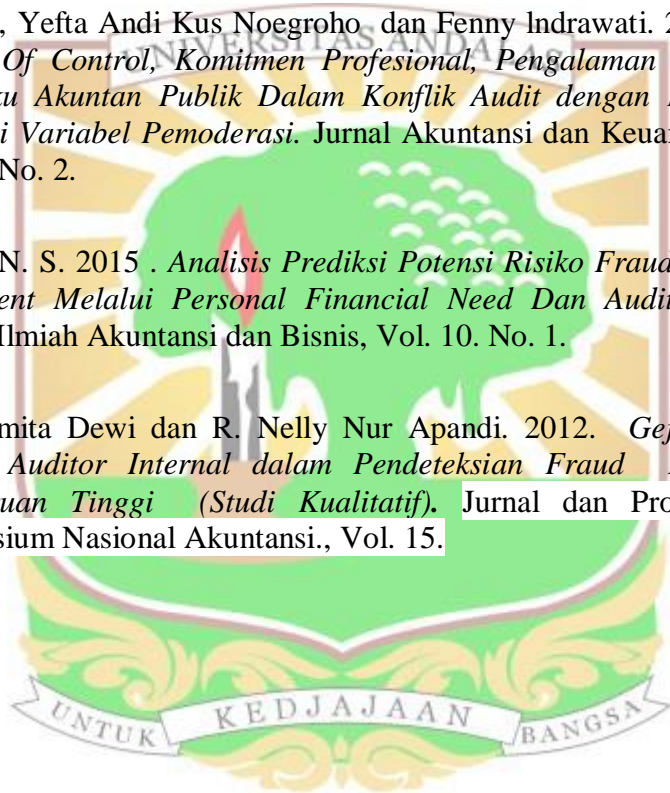 , Yefta Andi Kus Noegroho dan Fenny Indrawati. 2
Of Control, Komitmen Profesional, Pengalaman
Akuntan Publik Dalam Konflik Audit dengan
i Variabel Pemoderasi. Jurnal Akuntansi dan Keua
No. 2.
N. S. 2015 . Analisis Prediksi Potensi Risiko Fraud
ent Melalui Personal Financial Need Dan Audit
Ilmiah Akuntansi dan Bisnis, Vol. 10. No. 1.
mita Dewi dan R. Nelly Nur Apandi. 2012. Gej
Auditor Internal dalam Pendeteksian Fraud
uan Tinggi (Studi Kualitatif). Jurnal dan Pro
sium Nasional Akuntansi., Vol. 15.
UNIVERSITAS ANDALAS
UNTUK KEDJAJAAN BANGSA